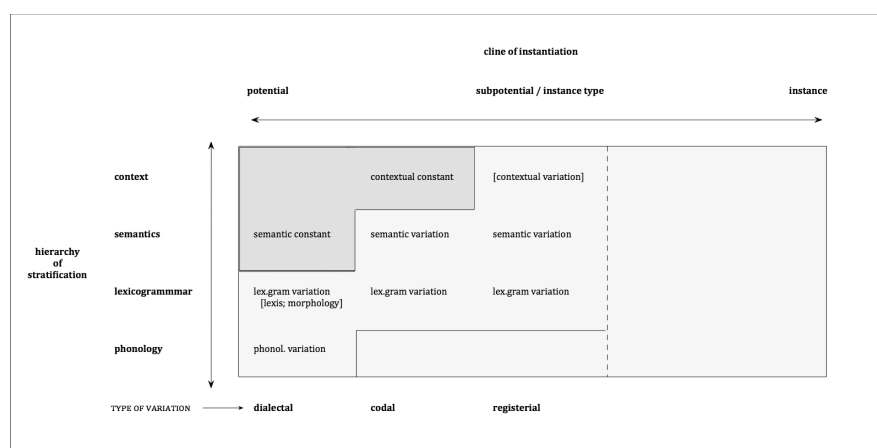 cline of instantiation
potential subpotential / instance type instance
context contextual constant [contextual variation]
semantics semantic constant semantic variation semantic variation
hierarchy
of
stratification
lexicogrammmar lex.gram variation lex.gram variation lex.gram variation
[lexis; morphology]
phonology phonol. variation
TYPE OF VARIATION dialectal codal registerial